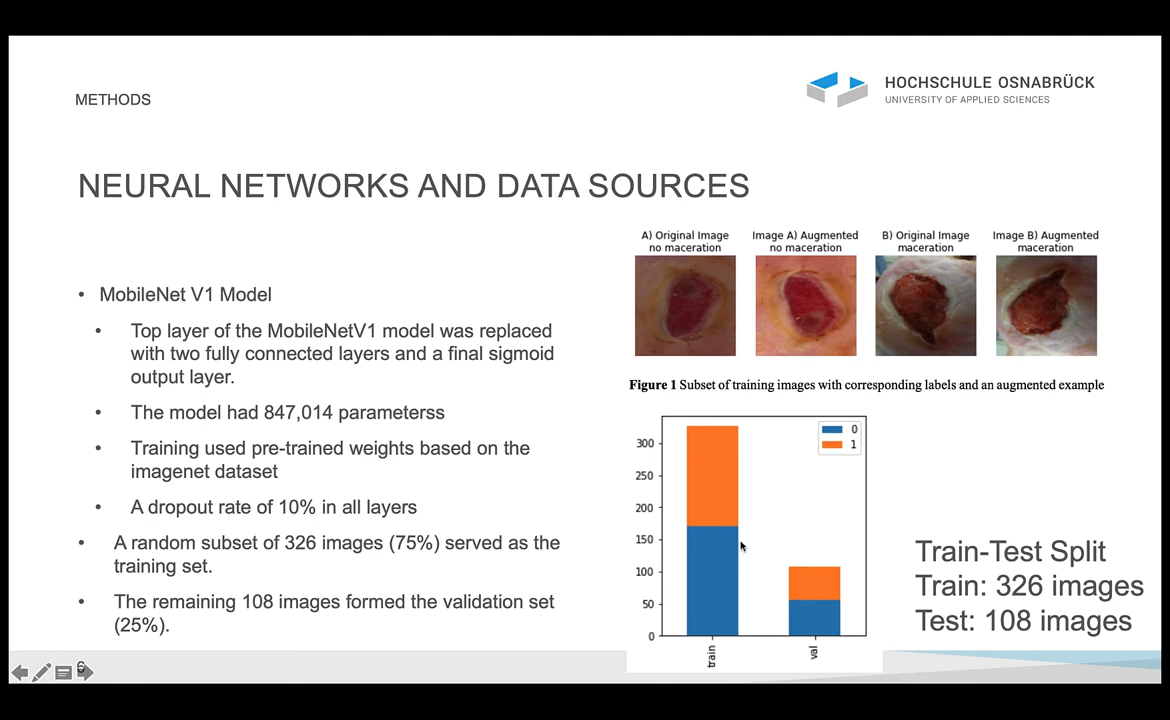 METHODS
HOCHSCHULE OSNABRÜCK
UNIVERSITY OF APPLIED SCIENCES
NEURAL NETWORKS AND DATA SOURCES
• MobileNet V1 Model
• Top layer of the MobileNetV1 model was replaced
with two fully connected layers and a final sigmoid
output layer.
• The model had 847,014 parameterss
• Training used pre-trained weights based on the
imagenet dataset
• A dropout rate of 10% in all layers
• A random subset of 326 images (75%) served as the
training set.
• The remaining 108 images formed the validation set
(25%).
A) Original Image
no maceration
Image A) Augmented
no maceration
B) Original Image
maceration
Image B) Augmented
maceration
Figure 1 Subset of training images with corresponding labels and an augmented example
0
1
300
250
200
150
100
50
0
train
val
Train-Test Split
Train: 326 images
Test: 108 images
6